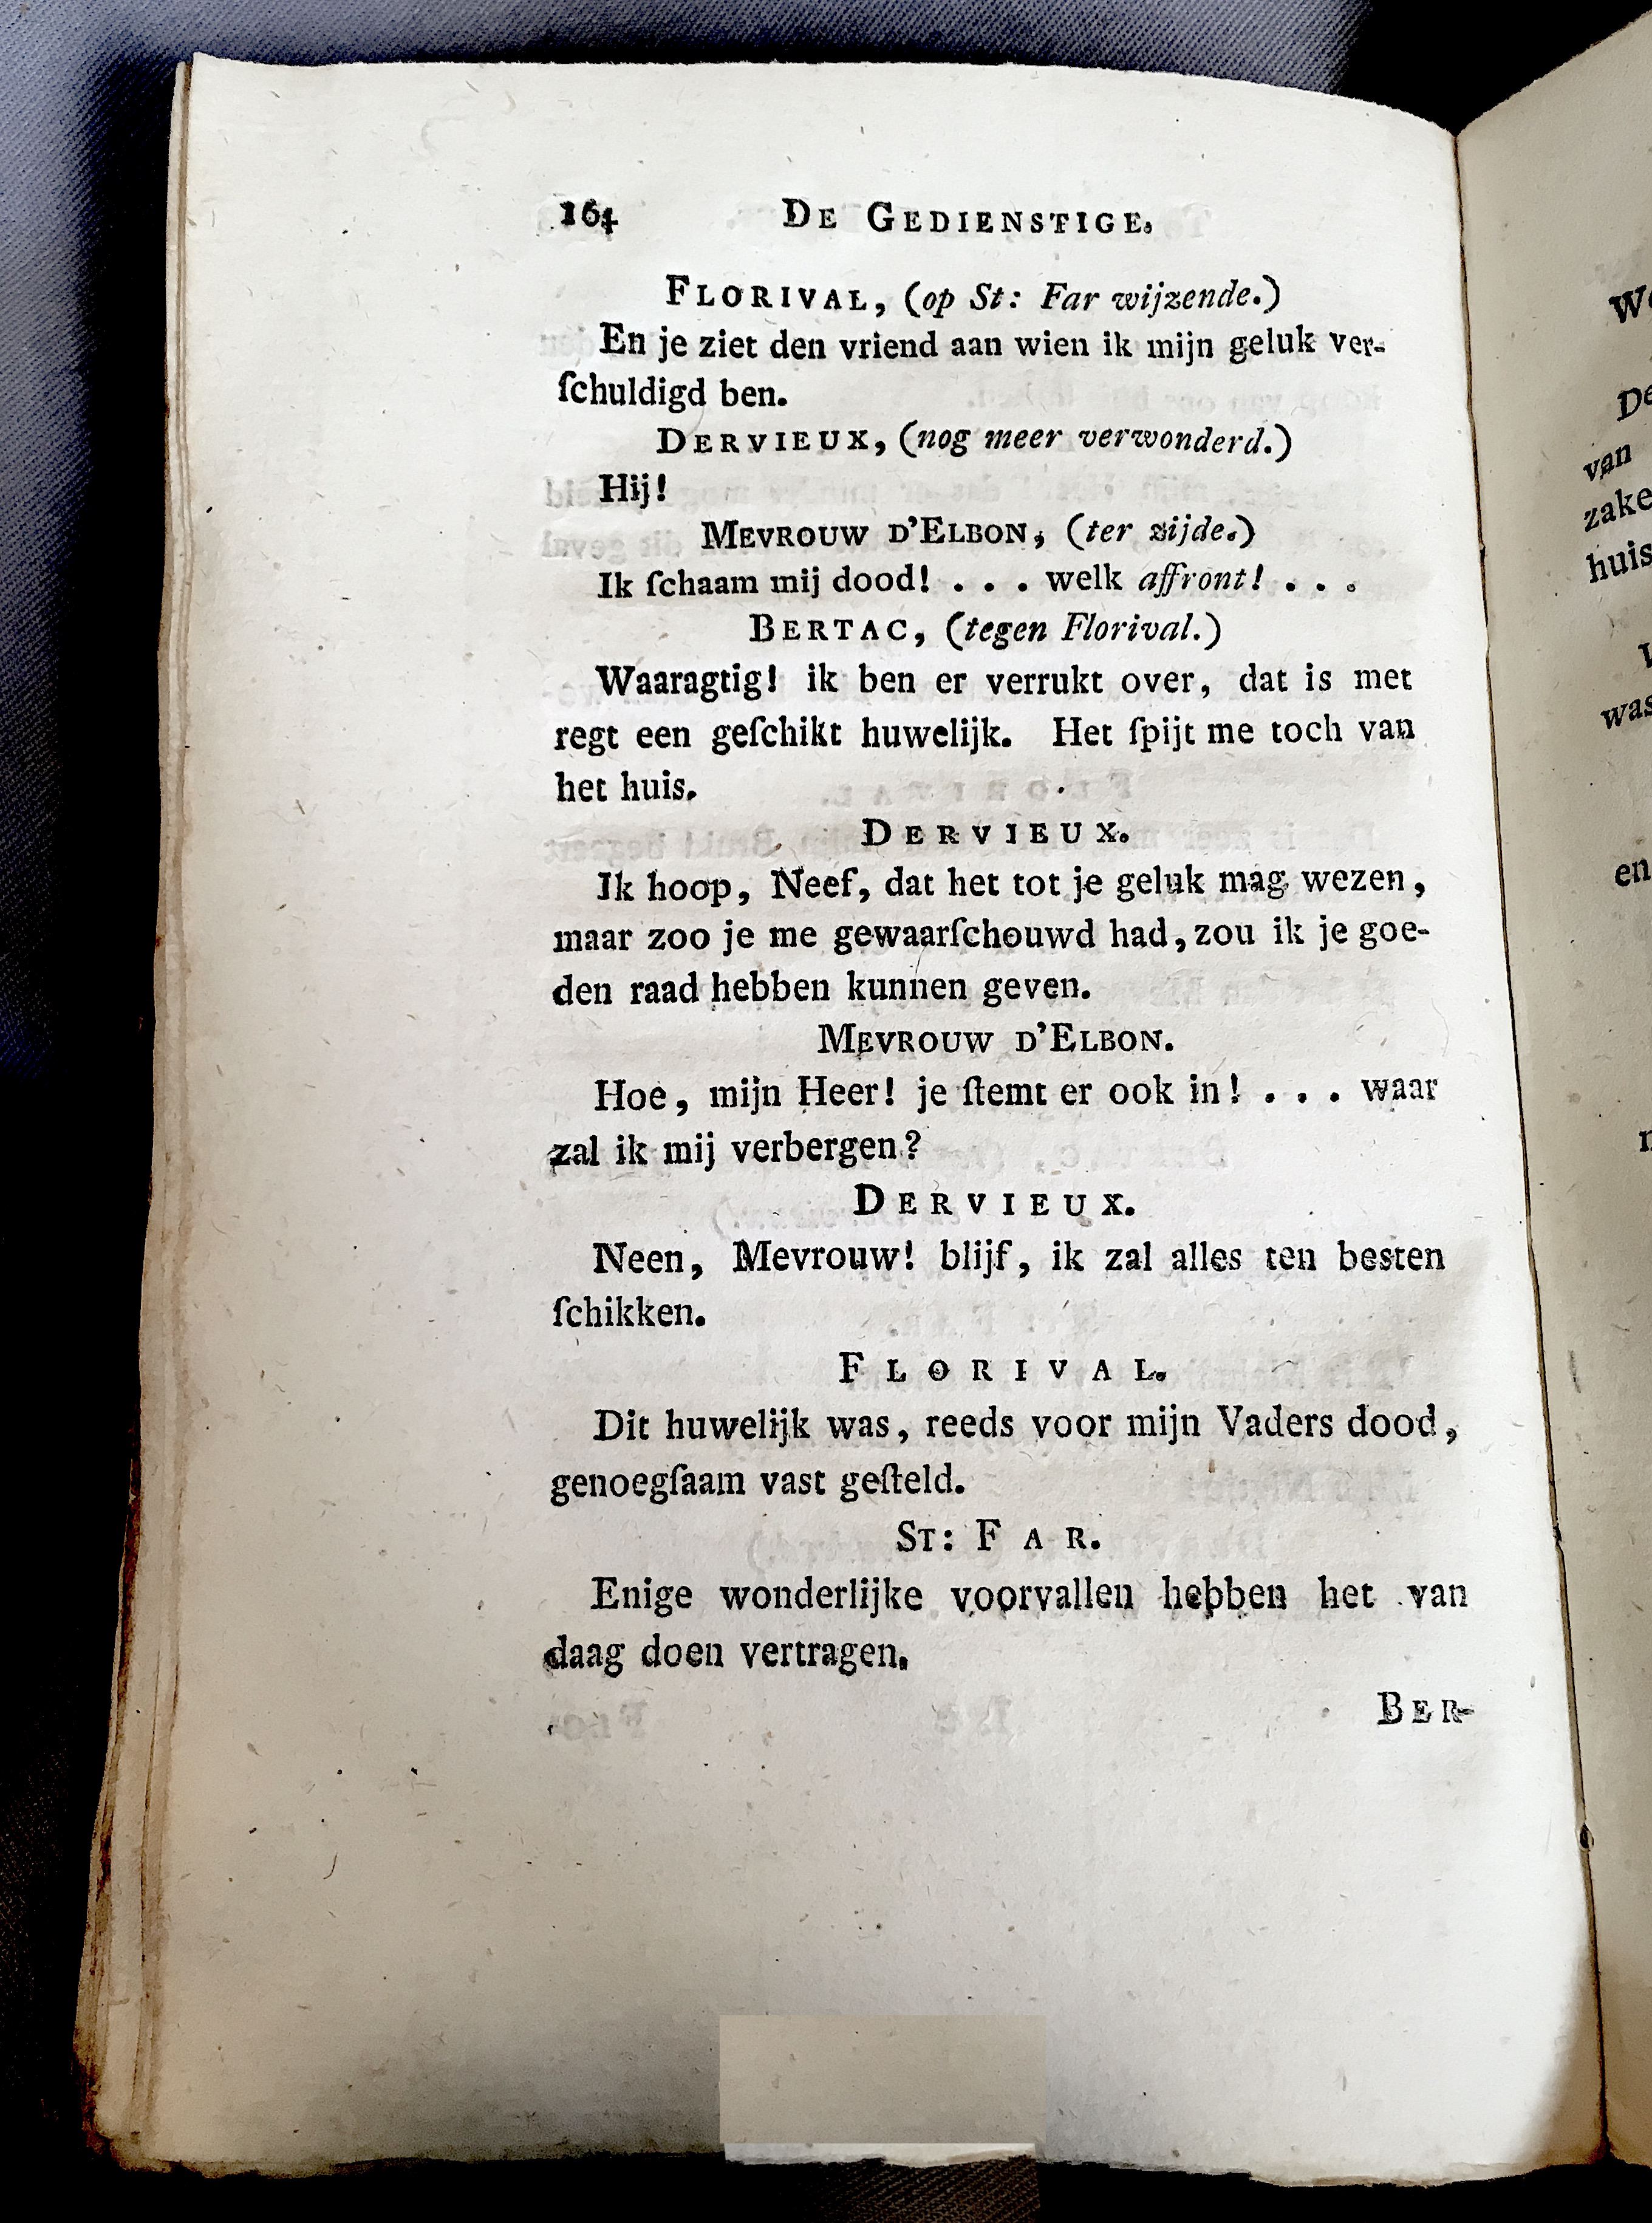 164 DE GEDIENSTIGE.
FLORIVAL, (op St: Far wijzende.)
En je ziet den vriend aan wien ik mijn geluk ver-
ſchuldigd ben.
DERVIEUX, (nog meer verwonderd.)
Hij!
MEVROUW D'ELBON, (ter zijde.)
Ik ſchaam mij dood! . . . welk affront! . . .
BERTAC, (tegen Florival.)
Waaragtig! ik ben er verrukt over, dat is met
regt een geſchikt huwelijk. Het ſpijt me toch van
het huis.
DERVIEUX.
Ik hoop, Neef, dat het tot je geluk mag wezen,
maar zoo je me gewaarſchouwd had, zou ik je goe-
den raad hebben kunnen geven.
MEVROUW D'ELBON.
Hoe, mijn Heer! je ſtemt er ook in! . . . waar
zal ik mij verbergen?
DERVIEUX.
Neen, Mevrouw! blijf, ik zal alles ten besten
ſchikken.
FLORIVAL.
Dit huwelijk was, reeds voor mijn Vaders dood,
genoegſaam vast geſteld.
ST: FAR.
Enige wonderlijke voorvallen hebben het van
daag doen vertragen.
BER-
De
van
zake
huis
was
en